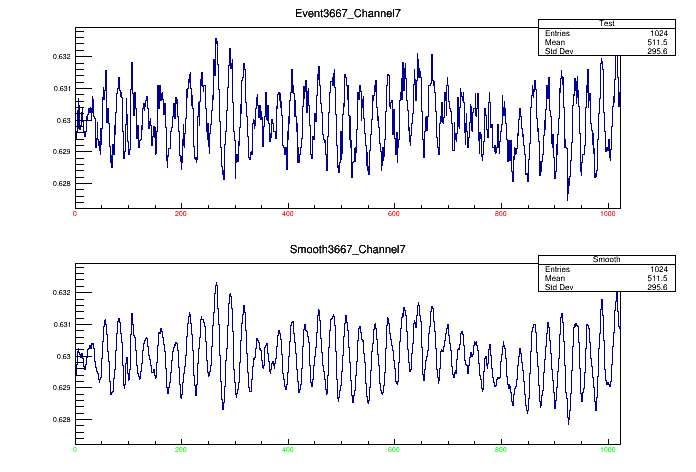 Event3667_Channel7
Test
Entries 1024
Mean 511.5
Std Dev 295.6
0.632
0.631
0.63
0.629
0.628
0 200 400 600 800 1000
Smooth3667_Channel7
Smooth
Entries 1024
Mean 511.5
Std Dev 295.6
0.632
0.631
0.63
0.629
0.628
0 200 400 600 800 1000